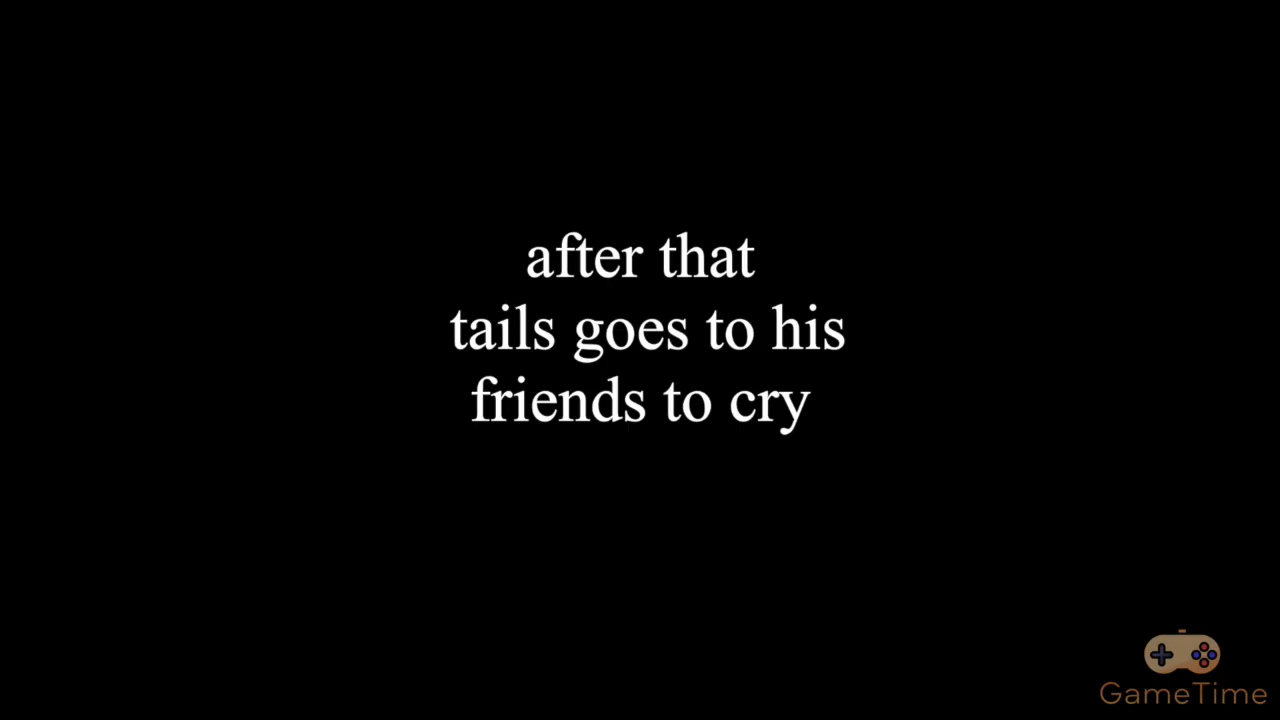 after that
tails goes to his
friends to cry
GameTime